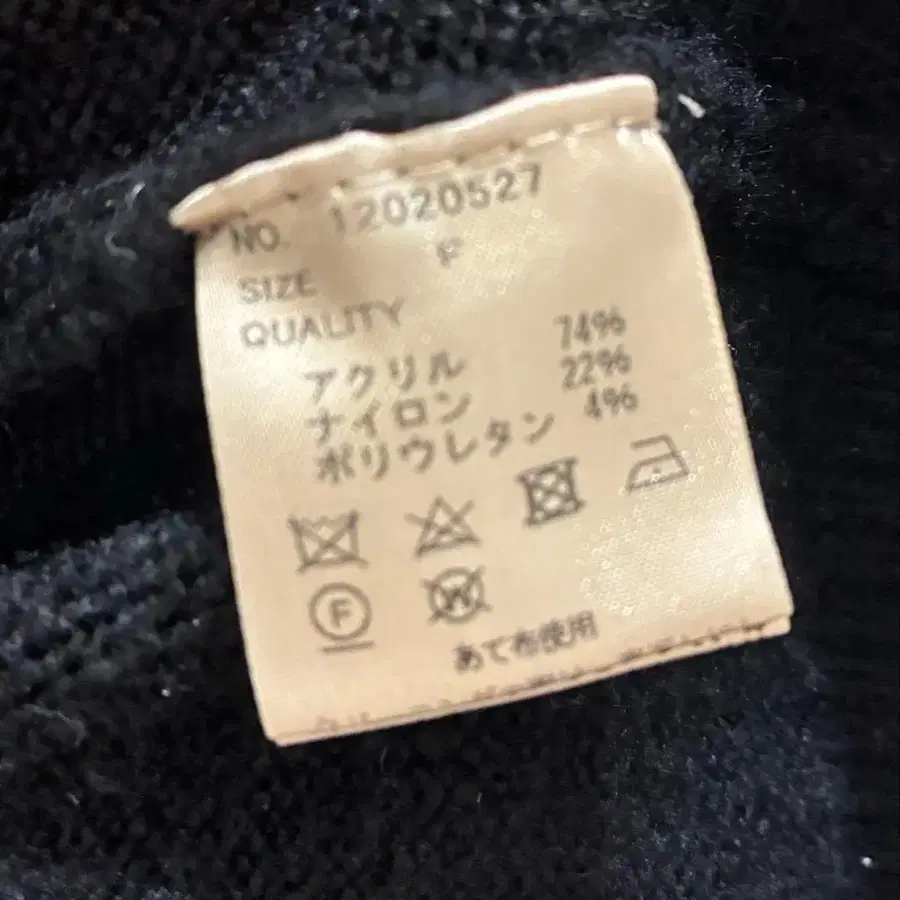 NO. 12020527
SIZE F
QUALITY
アクリル 74%
ナイロン 22%
ポリウレタン 4%
F
W
あて布使用